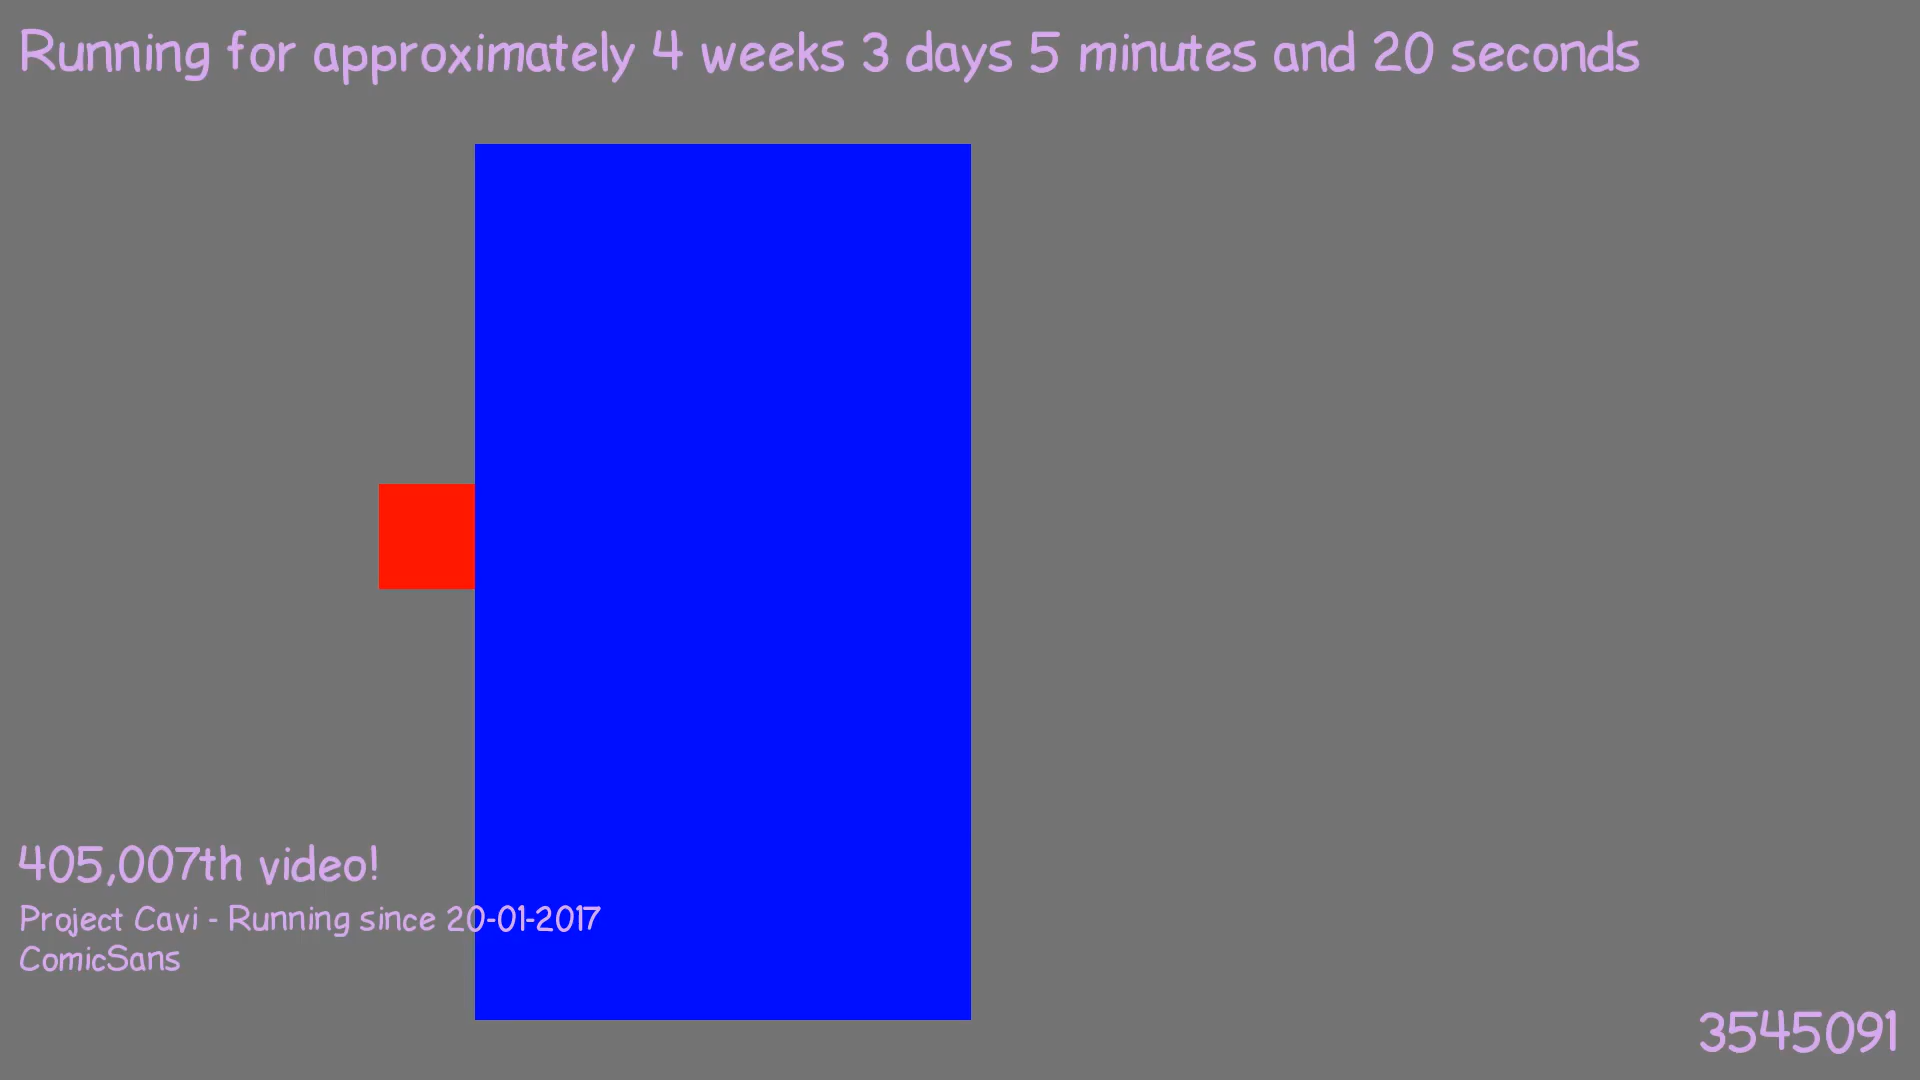 Running for approximately 4 weeks 3 days 5 minutes and 20 seconds
405,007th video!
Project Cavi - Running since 20-01-2017
ComicSans
3545091